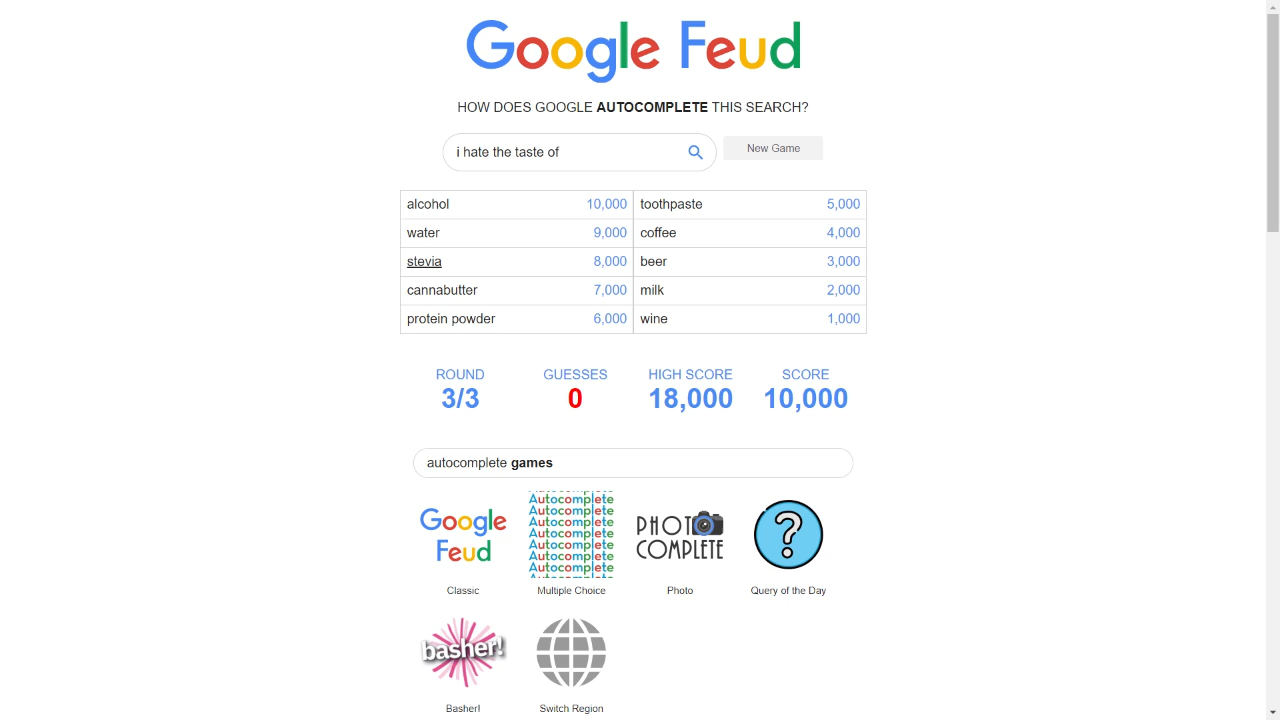 Google Feud
HOW DOES GOOGLE AUTOCOMPLETE THIS SEARCH?
i hate the taste of
New Game
alcohol 10,000 toothpaste 5,000
water 9,000 coffee 4,000
stevia 8,000 beer 3,000
cannabutter 7,000 milk 2,000
protein powder 6,000 wine 1,000
ROUND GUESSES HIGH SCORE SCORE
3/3 0 18,000 10,000
autocomplete games
Google
Feud
Autocomplete
Autocomplete
Autocomplete
Autocomplete
Autocomplete
Autocomplete
Autocomplete
PHOTO
COMPLETE
?
Classic Multiple Choice Photo Query of the Day
basher!
Basher! Switch Region